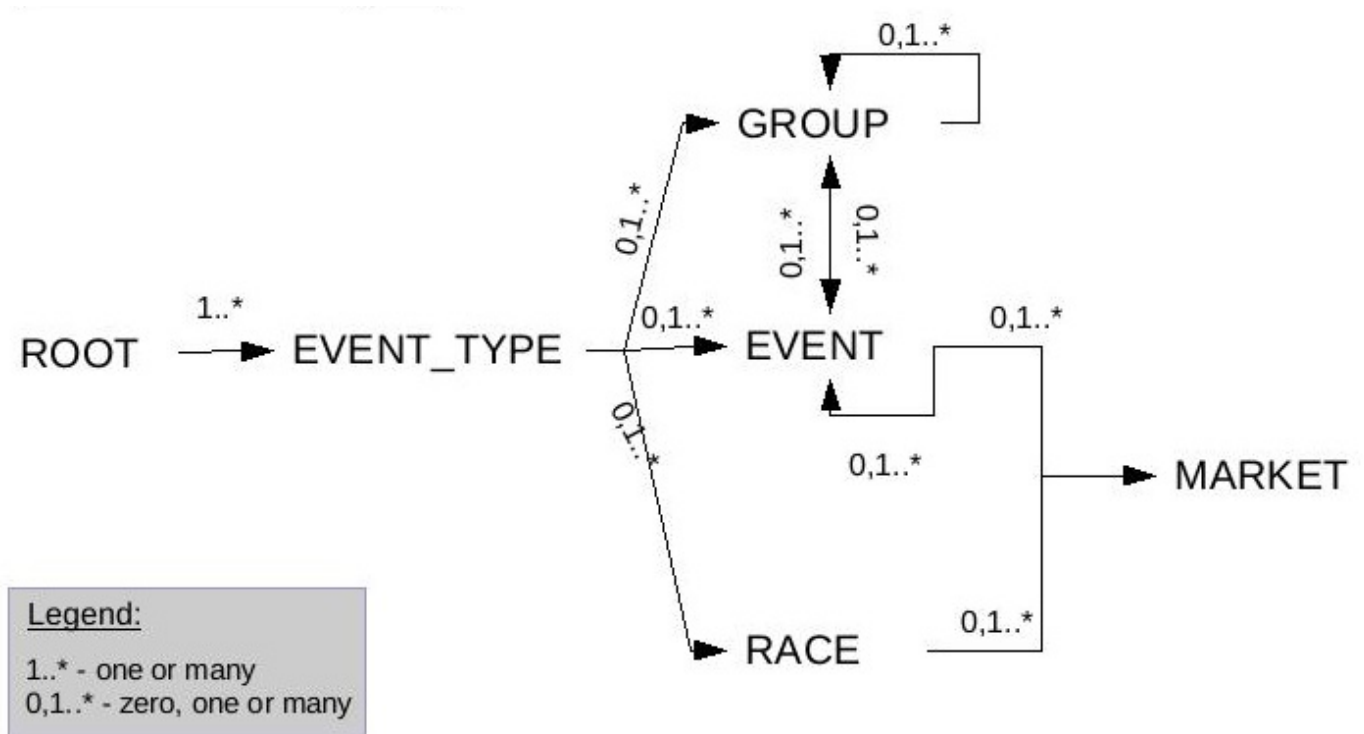 0,1..*
GROUP
0,1..*
0,1..*
0,1..*
1..*
0,1..*
0,1..*
ROOT
EVENT_TYPE
EVENT
0,1..*
0,1..*
MARKET
0,1..*
RACE
Legend:
1..* - one or many
0,1..* - zero, one or many